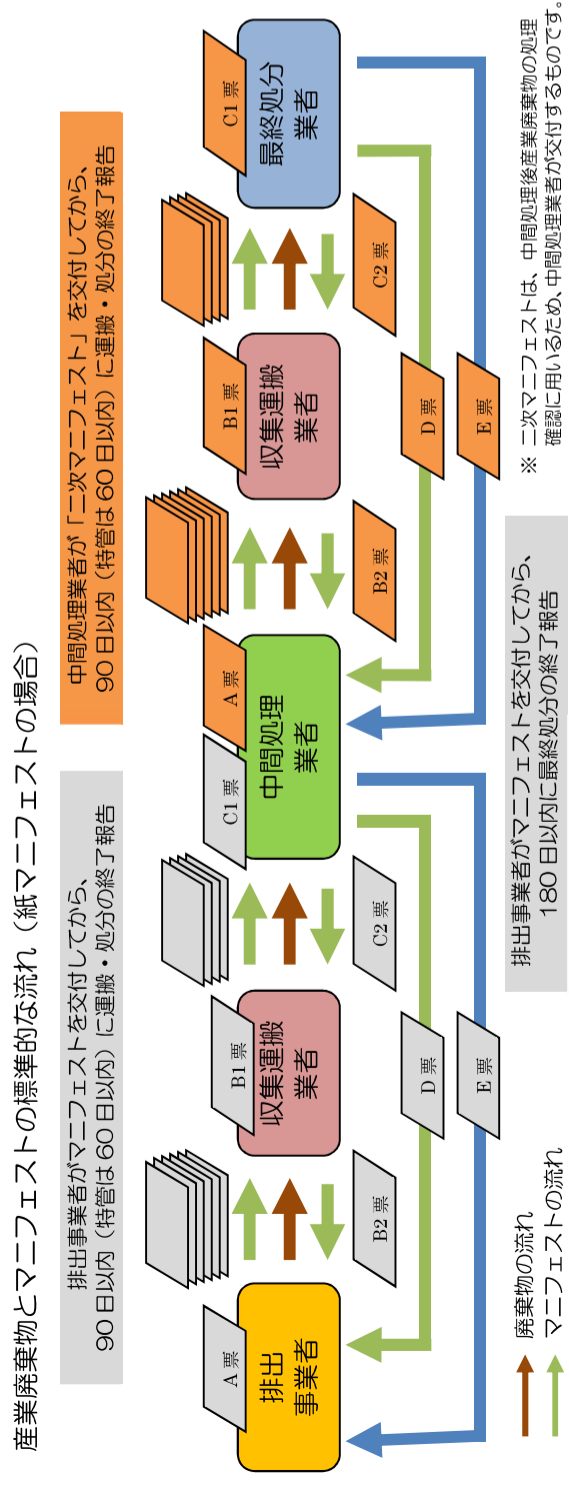 産業廃棄物とマニフェストの標準的な流れ（紙マニフェストの場合）
排出事業者がマニフェストを交付してから、
90日以内（特管は60日以内）に運搬・処分の終了報告
中間処理業者が「二次マニフェスト」を交付してから、
90日以内（特管は60日以内）に運搬・処分の終了報告
A票
排出
事業者
B1票
収集運搬
業者
C1票
A票
中間処理
業者
B1票
収集運搬
業者
C1票
最終処分
業者
B2票
C2票
B2票
C2票
D票
D票
E票
E票
廃棄物の流れ
マニフェストの流れ
排出事業者がマニフェストを交付してから、
180日以内に最終処分の終了報告
※ 二次マニフェストは、中間処理後産業廃棄物の処理
確認に用いるため、中間処理業者が交付するものです。